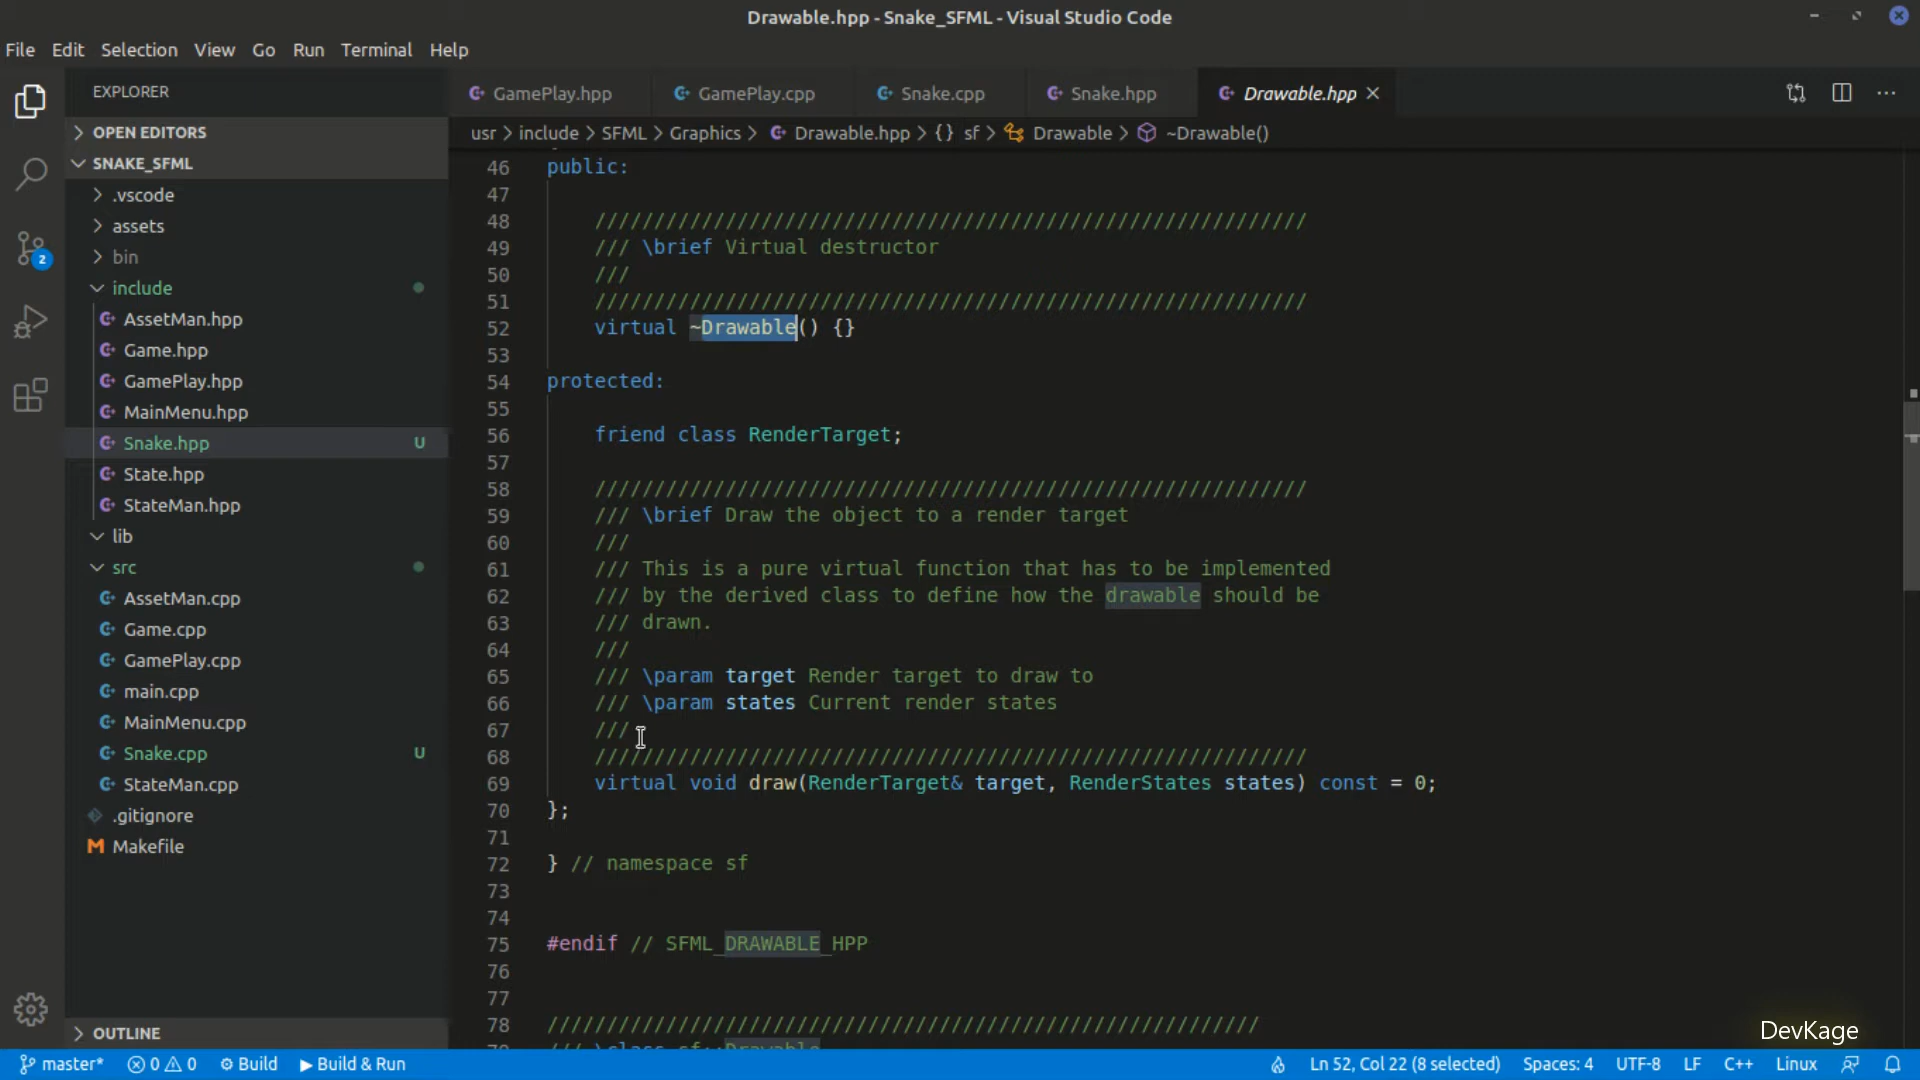 Drawable.hpp - Snake_SFML - Visual Studio Code
File Edit Selection View Go Run Terminal Help
EXPLORER
OPEN EDITORS
SNAKE_SFML
.vscode
assets
bin
include
AssetMan.hpp
Game.hpp
GamePlay.hpp
MainMenu.hpp
Snake.hpp U
State.hpp
StateMan.hpp
lib
src
AssetMan.cpp
Game.cpp
GamePlay.cpp
main.cpp
MainMenu.cpp
Snake.cpp U
StateMan.cpp
.gitignore
Makefile
OUTLINE
2
GamePlay.hpp GamePlay.cpp Snake.cpp Snake.hpp Drawable.hpp
usr > include > SFML > Graphics > Drawable.hpp > {} sf > Drawable > ~Drawable()
46 public:
47
48 ////////////////////////////////////////////////////////////
49 /// \brief Virtual destructor
50 ///
51 ////////////////////////////////////////////////////////////
52 virtual ~Drawable() {}
53
54 protected:
55
56 friend class RenderTarget;
57
58 ////////////////////////////////////////////////////////////
59 /// \brief Draw the object to a render target
60 ///
61 /// This is a pure virtual function that has to be implemented
62 /// by the derived class to define how the drawable should be
63 /// drawn.
64 ///
65 /// \param target Render target to draw to
66 /// \param states Current render states
67 ///
68 ////////////////////////////////////////////////////////////
69 virtual void draw(RenderTarget& target, RenderStates states) const = 0;
70 };
71
72 } // namespace sf
73
74
75 #endif // SFML_DRAWABLE_HPP
76
77
78 ////////////////////////////////////////////////////////////
79 /// \class sf::Drawable
DevKage
master* 0 0 Build Build & Run Ln 52, Col 22 (8 selected) Spaces: 4 UTF-8 LF C++ Linux